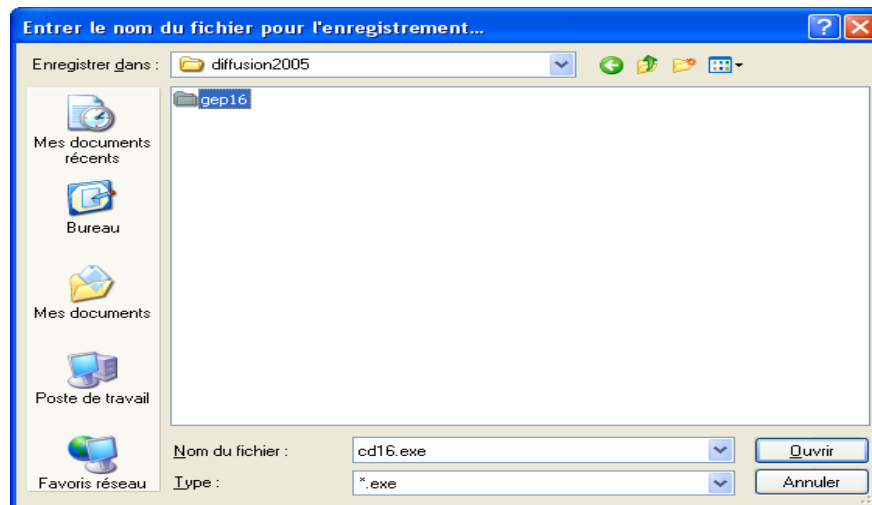 Entrer le nom du fichier pour l'enregistrement...
Enregistrer dans :
diffusion2005
gep16
Mes documents
récents
Bureau
Mes documents
Poste de travail
Favoris réseau
Nom du fichier :
cd16.exe
Ouvrir
Type :
*.exe
Annuler